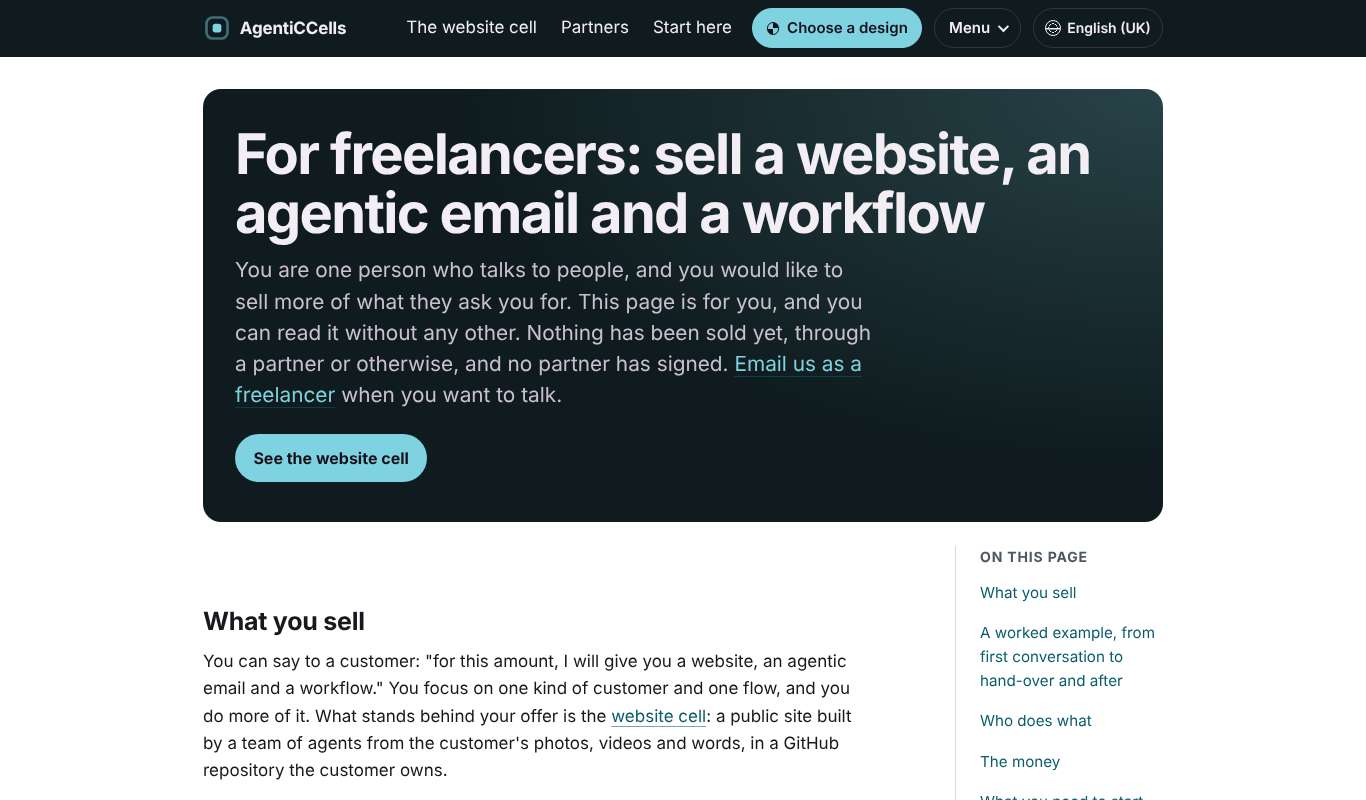 AgentiCCells
The website cell
Partners
Start here
Choose a design
Menu
English (UK)
For freelancers: sell a website, an
agentic email and a workflow
You are one person who talks to people, and you would like to
sell more of what they ask you for. This page is for you, and you
can read it without any other. Nothing has been sold yet, through
a partner or otherwise, and no partner has signed. Email us as a
freelancer when you want to talk.
See the website cell
What you sell
You can say to a customer: "for this amount, I will give you a website, an agentic
email and a workflow." You focus on one kind of customer and one flow, and you
do more of it. What stands behind your offer is the website cell: a public site built
by a team of agents from the customer's photos, videos and words, in a GitHub
repository the customer owns.
ON THIS PAGE
What you sell
A worked example, from
first conversation to
hand-over and after
Who does what
The money
What you need to start